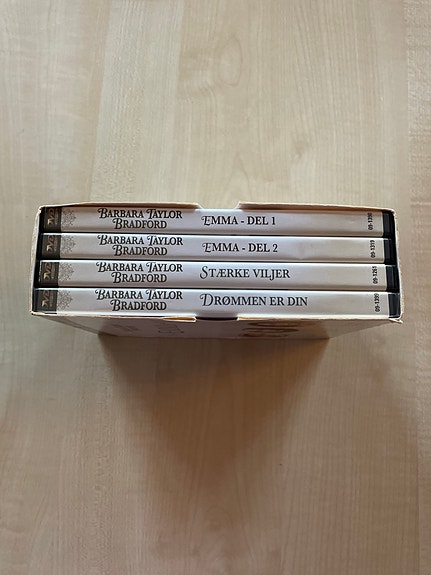 BARBARA TAYLOR
BRADFORD
EMMA - DEL 1
BARBARA TAYLOR
BRADFORD
EMMA - DEL 2
BARBARA TAYLOR
BRADFORD
STÆRKE VILJER
BARBARA TAYLOR
BRADFORD
DRØMMEN ER DIN